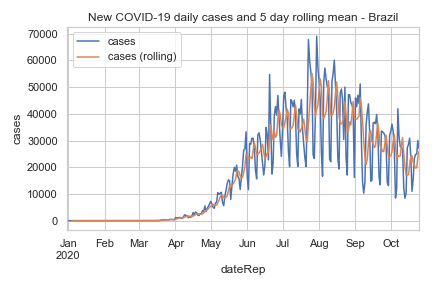 New COVID-19 daily cases and 5 day rolling mean - Brazil
cases
cases (rolling)
70000
60000
50000
40000
30000
20000
10000
0
cases
Jan Feb Mar Apr May Jun Jul Aug Sep Oct
2020
dateRep